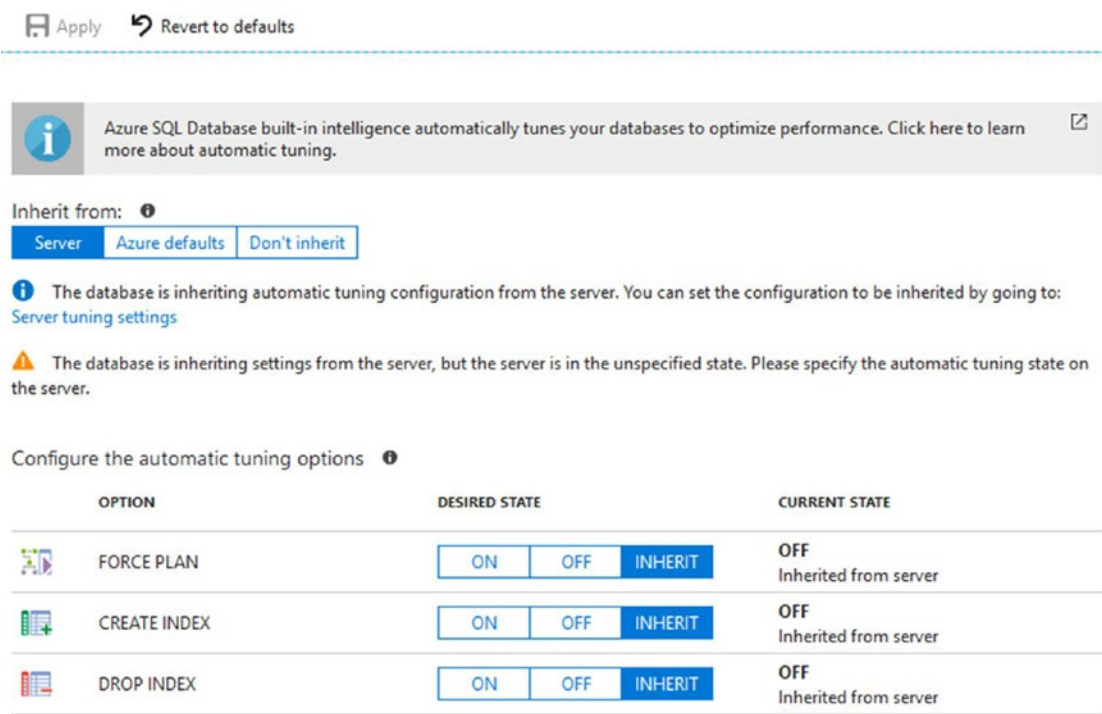 Apply Revert to defaults
Azure SQL Database built-in intelligence automatically tunes your databases to optimize performance. Click here to learn
more about automatic tuning.
Inherit from:
Server Azure defaults Don't inherit
The database is inheriting automatic tuning configuration from the server. You can set the configuration to be inherited by going to:
Server tuning settings
The database is inheriting settings from the server, but the server is in the unspecified state. Please specify the automatic tuning state on
the server.
Configure the automatic tuning options
OPTION DESIRED STATE CURRENT STATE
FORCE PLAN ON OFF INHERIT OFF
Inherited from server
CREATE INDEX ON OFF INHERIT OFF
Inherited from server
DROP INDEX ON OFF INHERIT OFF
Inherited from server